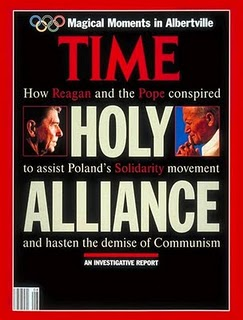 Magical Moments in Albertville
TIME
How Reagan and the Pope conspired
HOLY
to assist Poland's Solidarity movement
ALLIANCE
and hasten the demise of Communism
AN INVESTIGATIVE REPORT